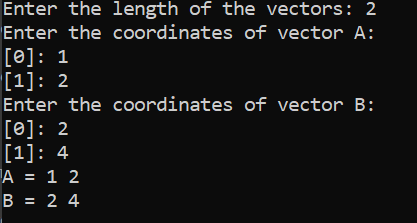 Enter the length of the vectors: 2
Enter the coordinates of vector A:
[0]: 1
[1]: 2
Enter the coordinates of vector B:
[0]: 2
[1]: 4
A = 1 2
B = 2 4